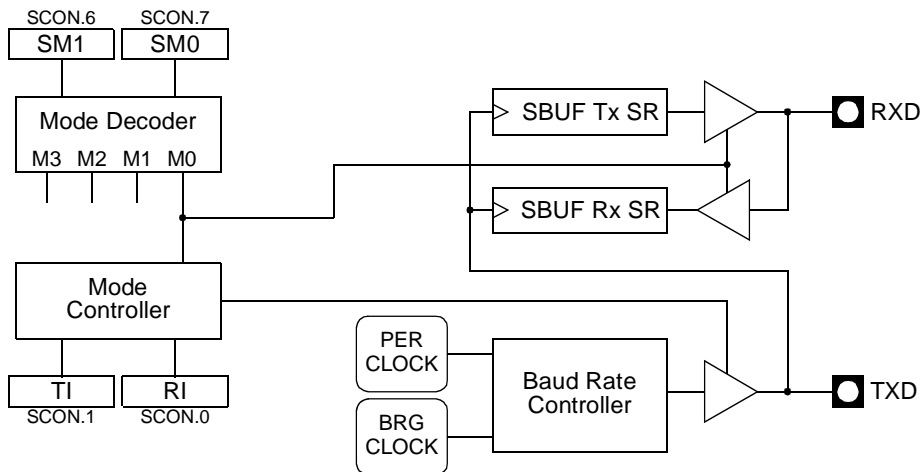 SCON.6 SCON.7
SM1 SM0
Mode Decoder
M3 M2 M1 M0
SBUF Tx SR
RXD
SBUF Rx SR
Mode
Controller
TI RI
SCON.1 SCON.0
PER
CLOCK
BRG
CLOCK
Baud Rate
Controller
TXD